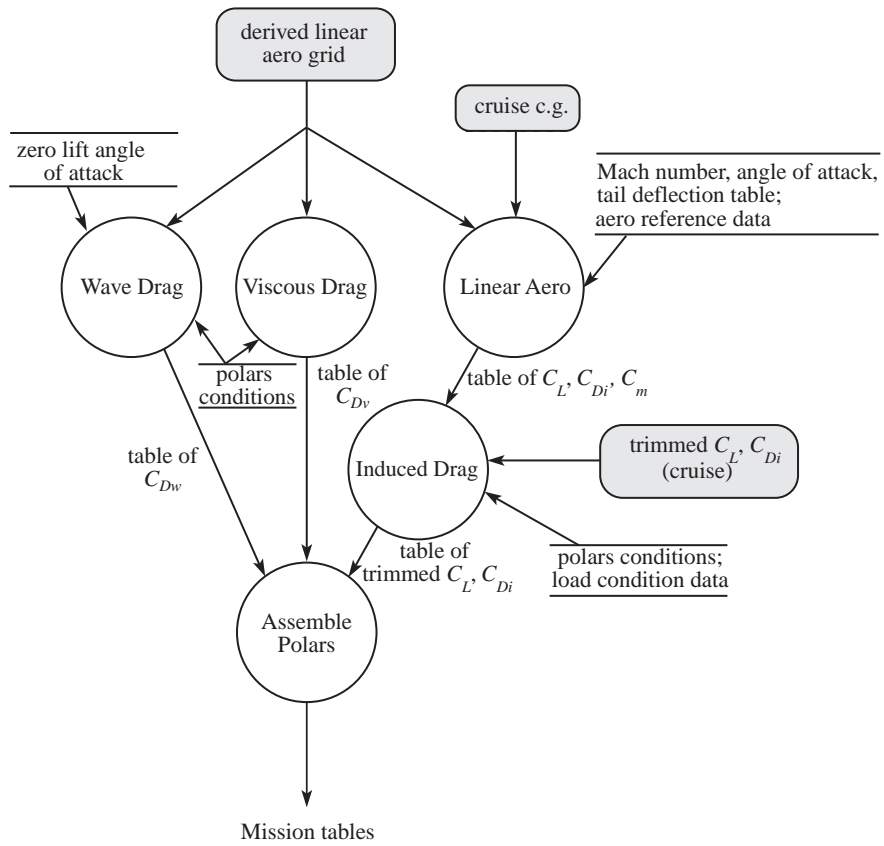 derived linear
aero grid
cruise c.g.
zero lift angle
of attack
Mach number, angle of attack,
tail deflection table;
aero reference data
Wave Drag
Viscous Drag
Linear Aero
polars
conditions
table of
C_Dv
table of C_L, C_Di, C_m
table of
C_Dw
Induced Drag
trimmed C_L, C_Di
(cruise)
table of
trimmed C_L, C_Di
polars conditions;
load condition data
Assemble
Polars
Mission tables